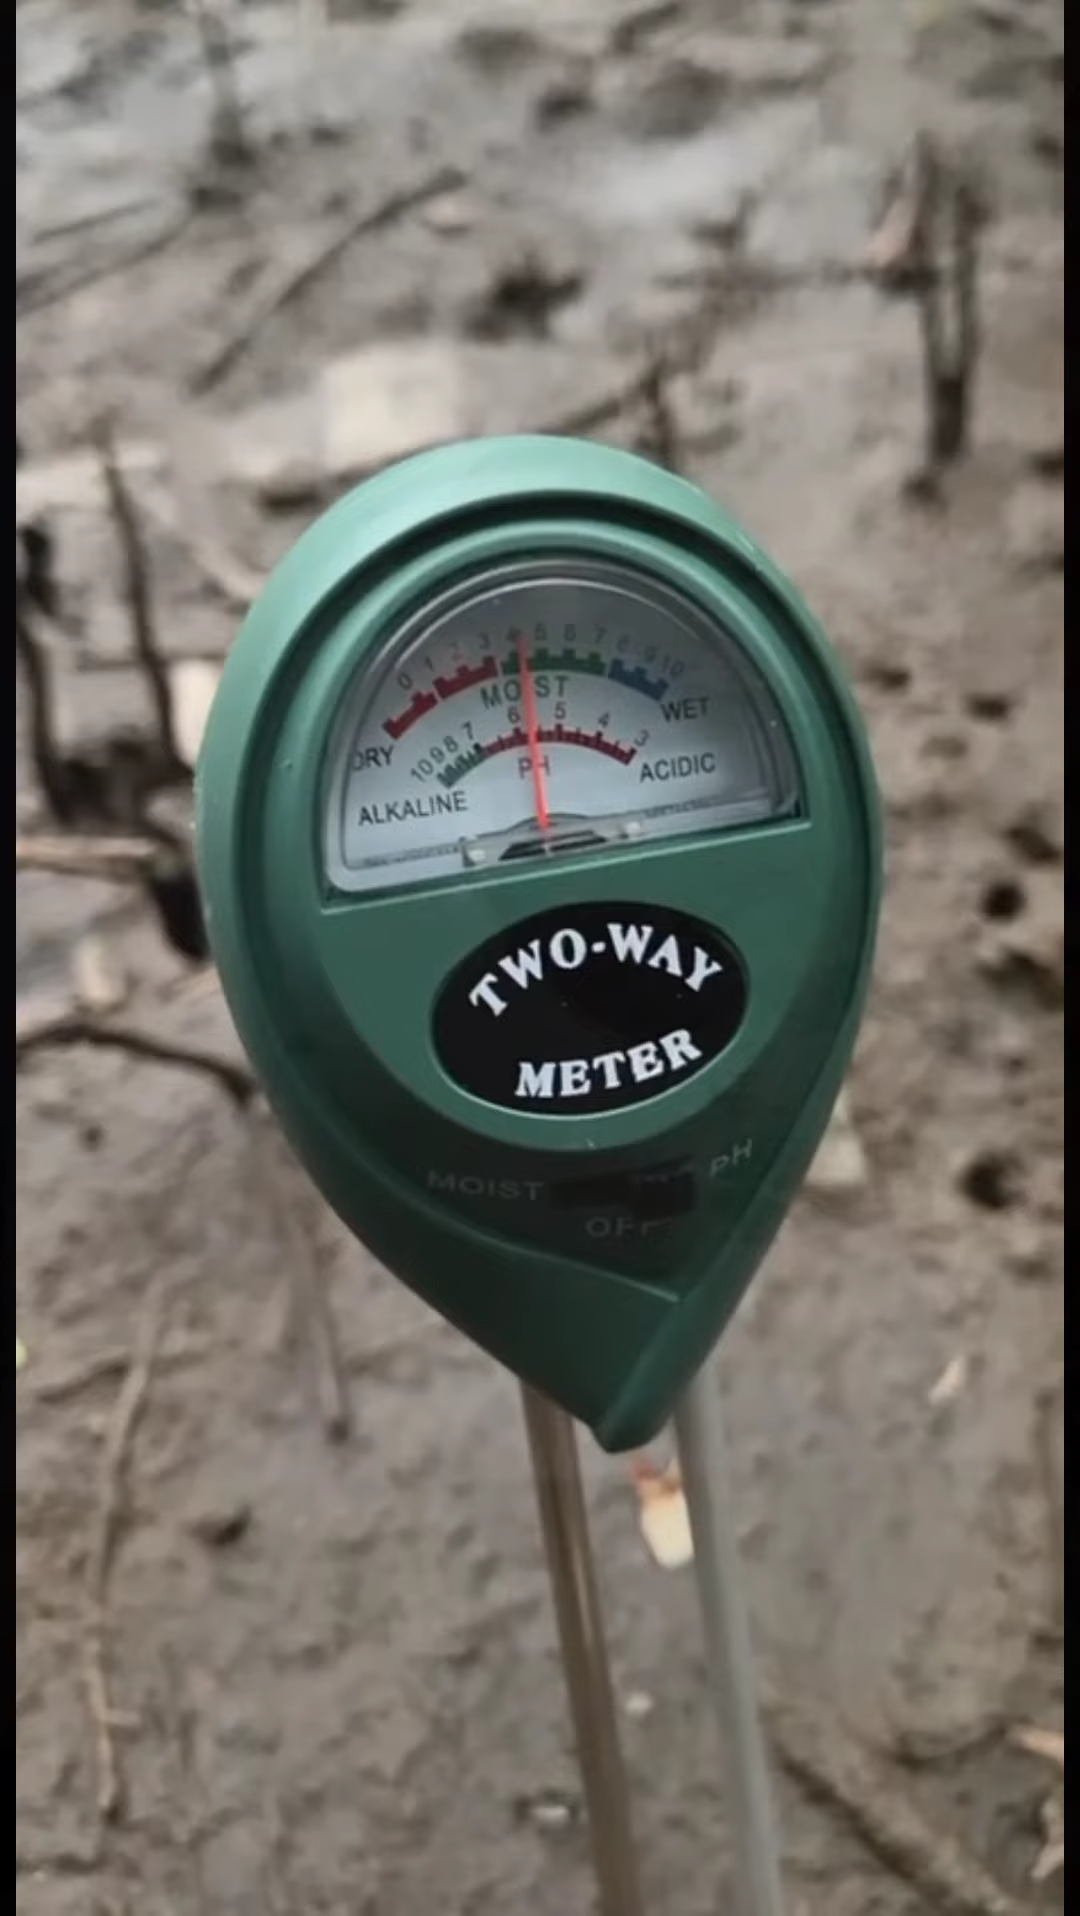 0 1 2 3 4 5 6 7 8 9 10
MOIST
DRY WET
10 9 8 7 6 5 4 3
PH
ALKALINE ACIDIC
TWO-WAY
METER
MOIST PH
OFF